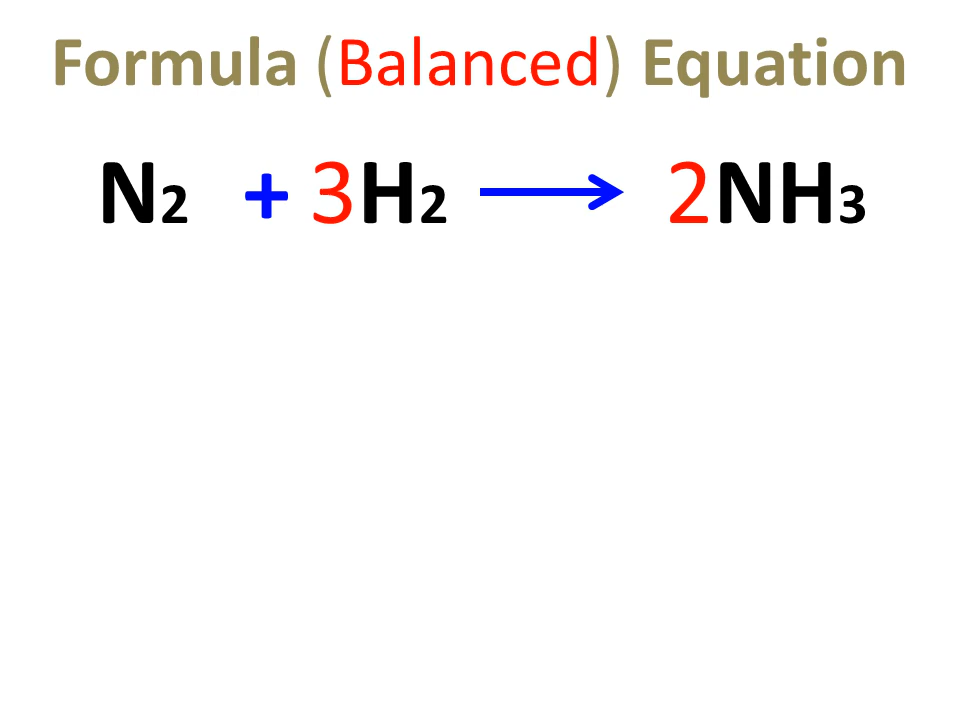 Formula (Balanced) Equation
N₂ + 3H₂ ⟶ 2NH₃